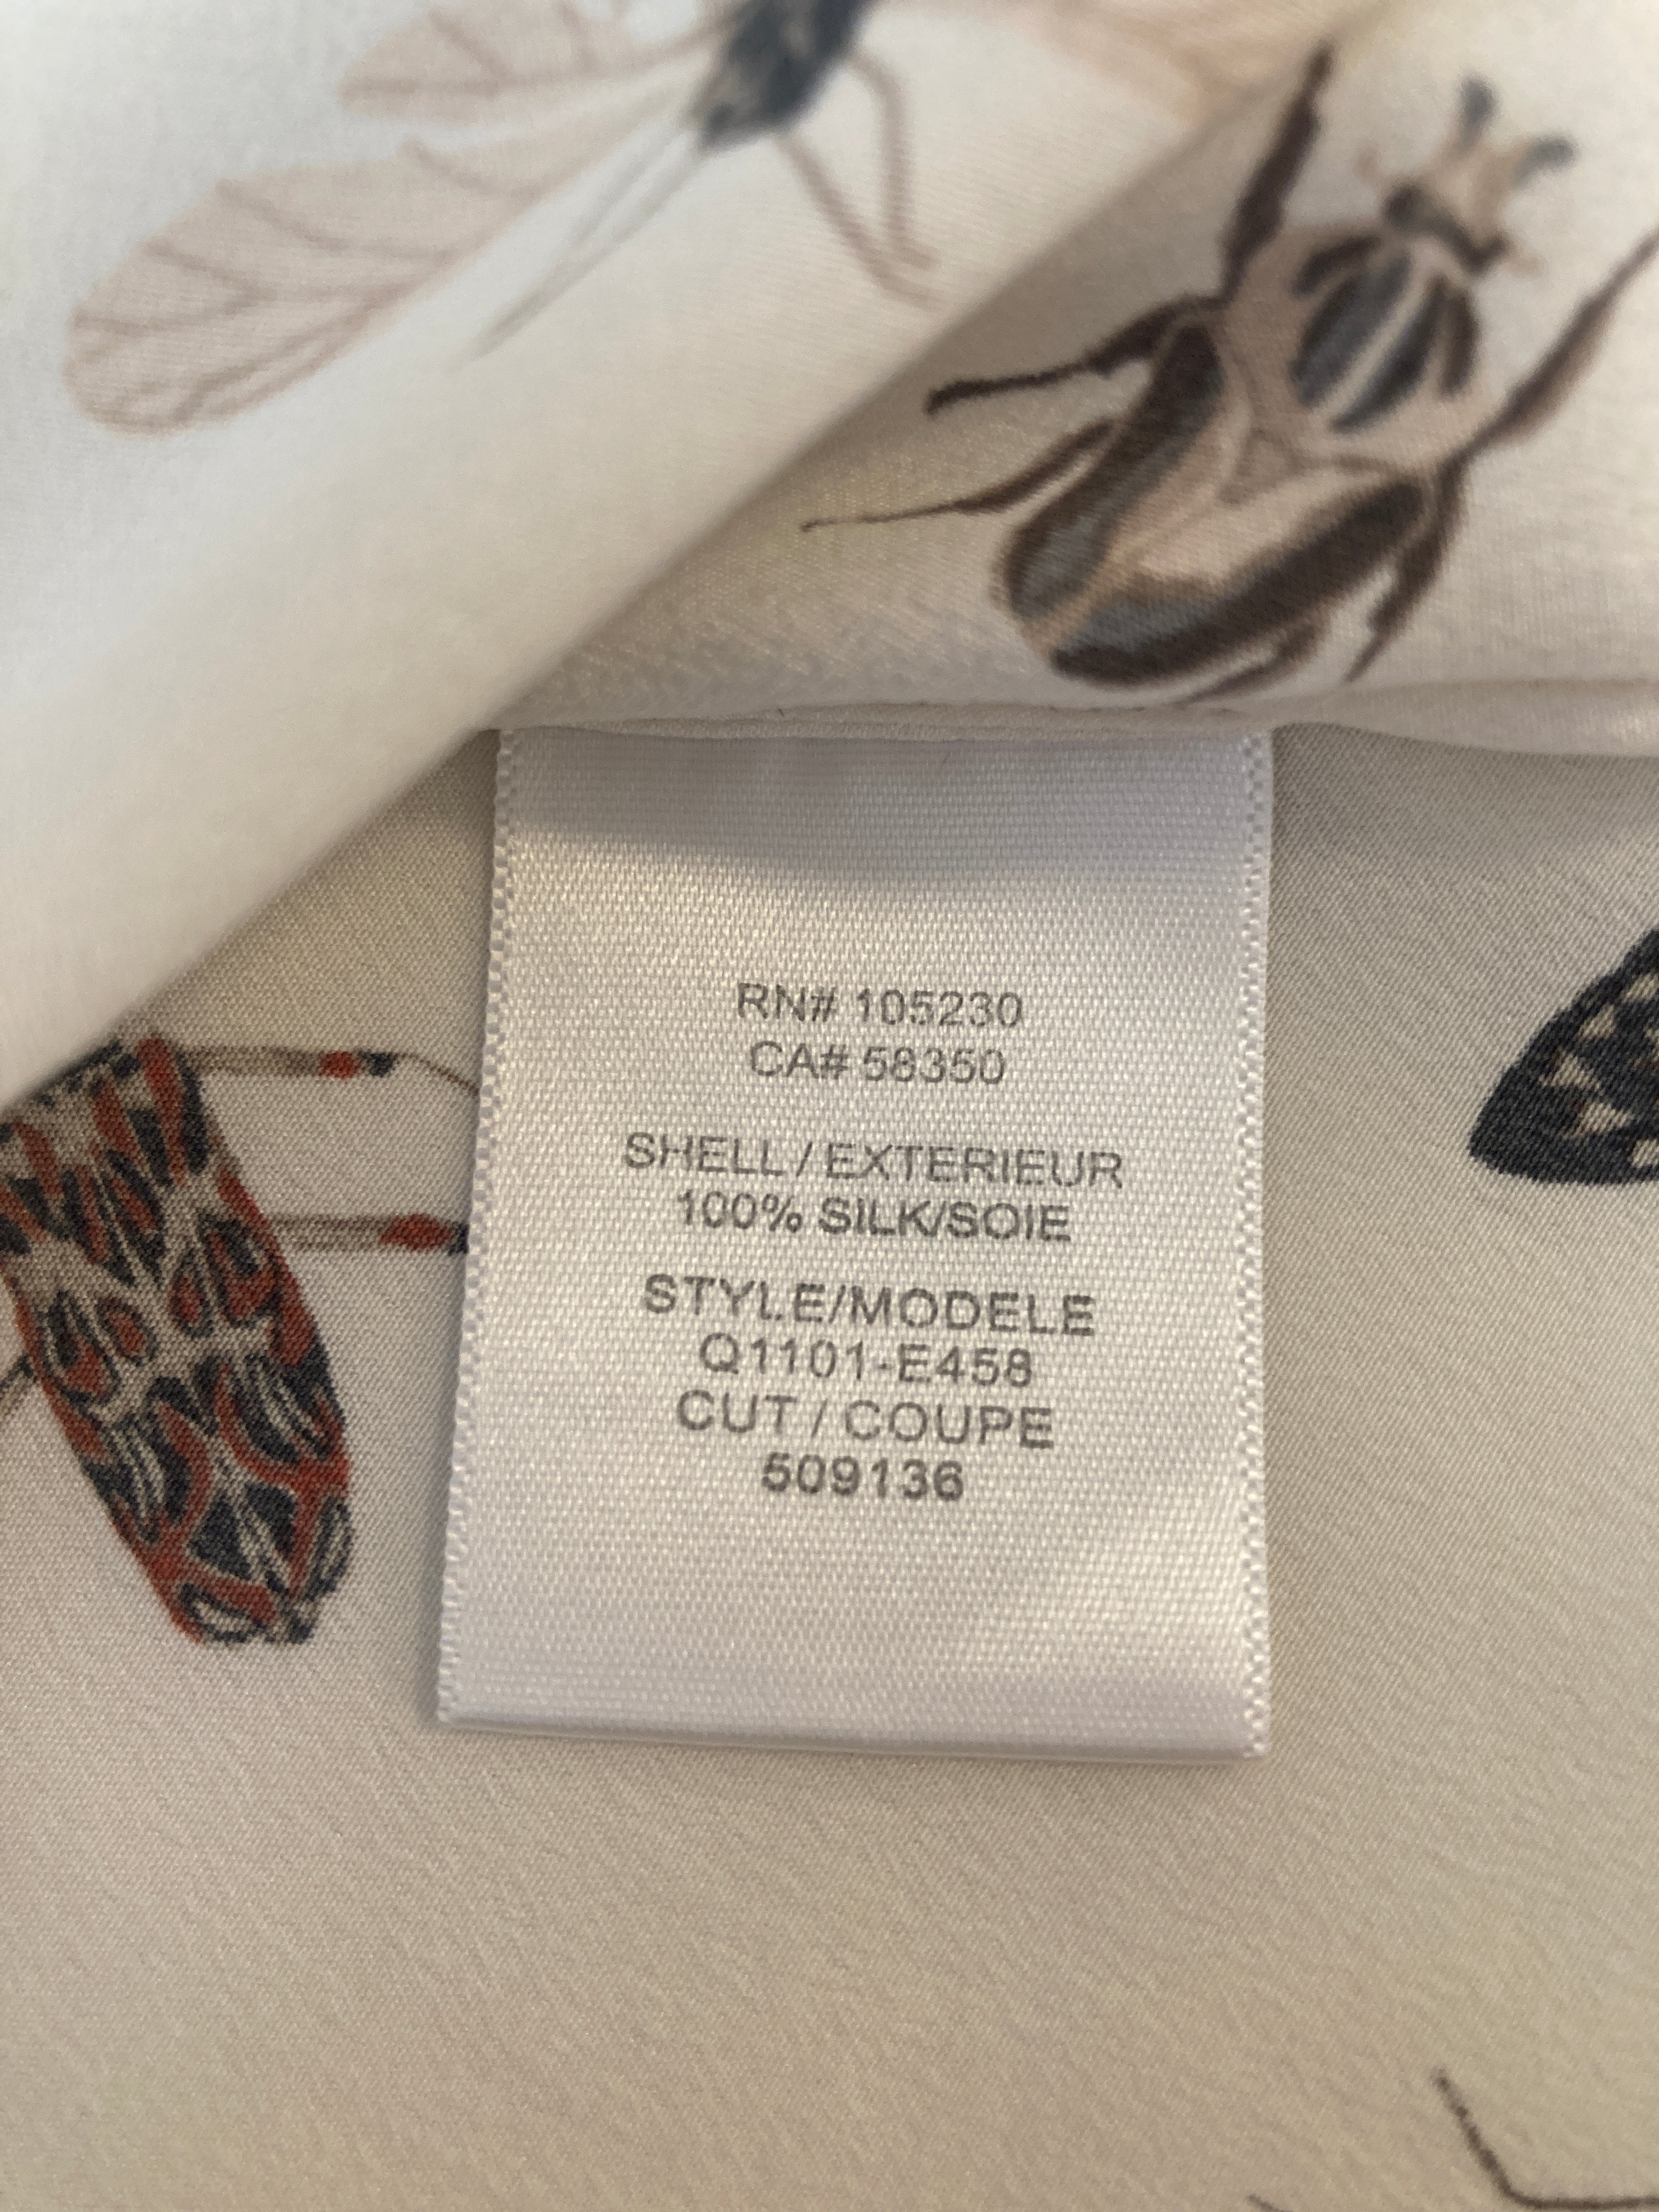 RN# 105230
CA# 58350
SHELL / EXTERIEUR
100% SILK/SOIE
STYLE/MODELE
Q1101-E458
CUT / COUPE
509136